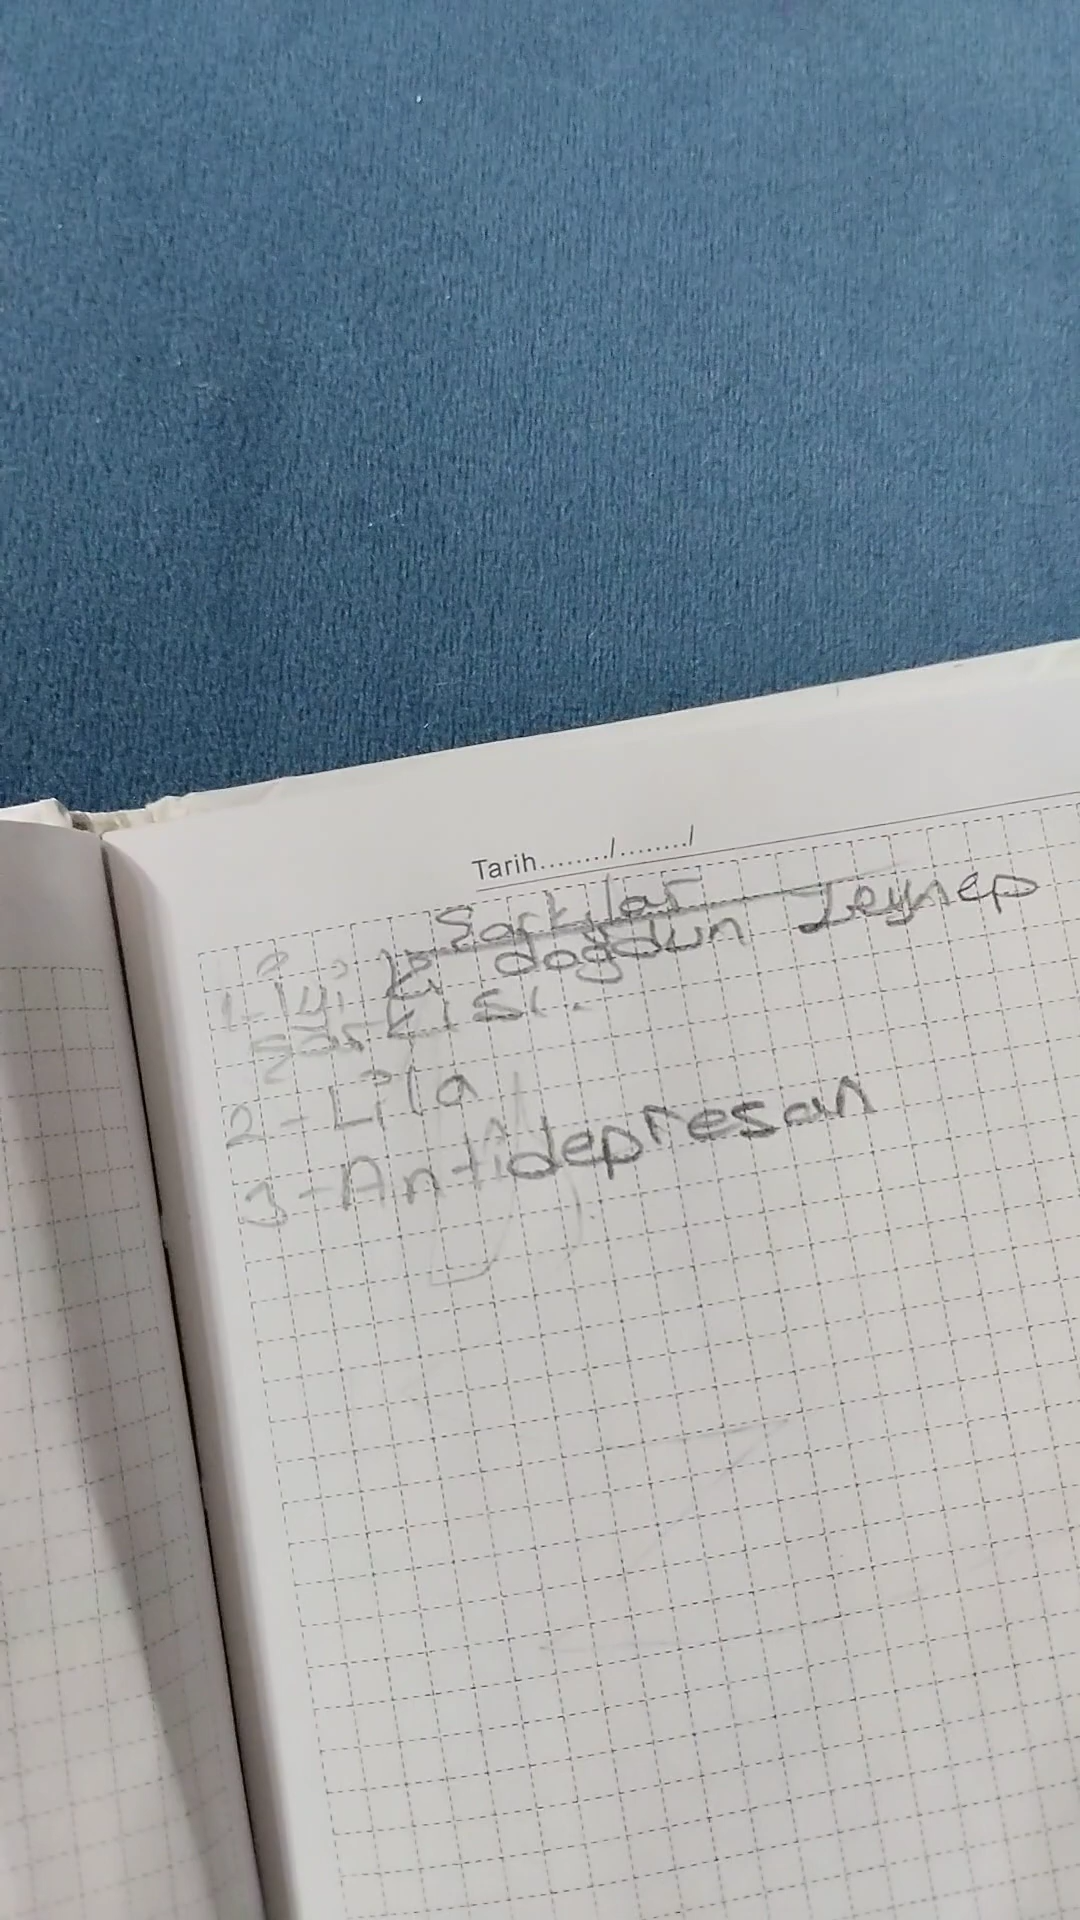 Tarih......../......../
Şarkılar
1-İyi ki doğdun Zeynep
şarkısı.
2-Lila
3-Antidepresan